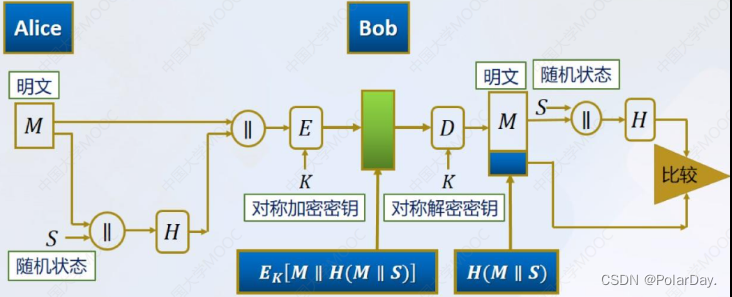 Alice
Bob
明文
明文
随机状态
M
||
E
D
M
S
||
H
K
K
比较
对称加密密钥
对称解密密钥
S
||
H
随机状态
E_K[M || H(M || S)]
H(M || S)
CSDN @PolarDay.
中国大学MOOC